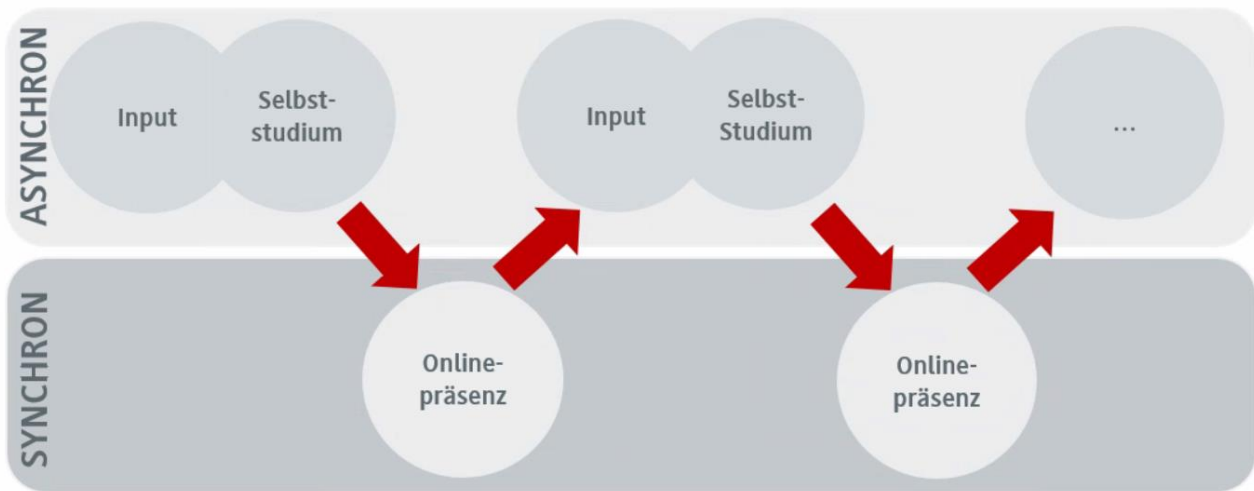 ASYNCHRON
Input
Selbst-
studium
Input
Selbst-
Studium
...
SYNCHRON
Online-
präsenz
Online-
präsenz